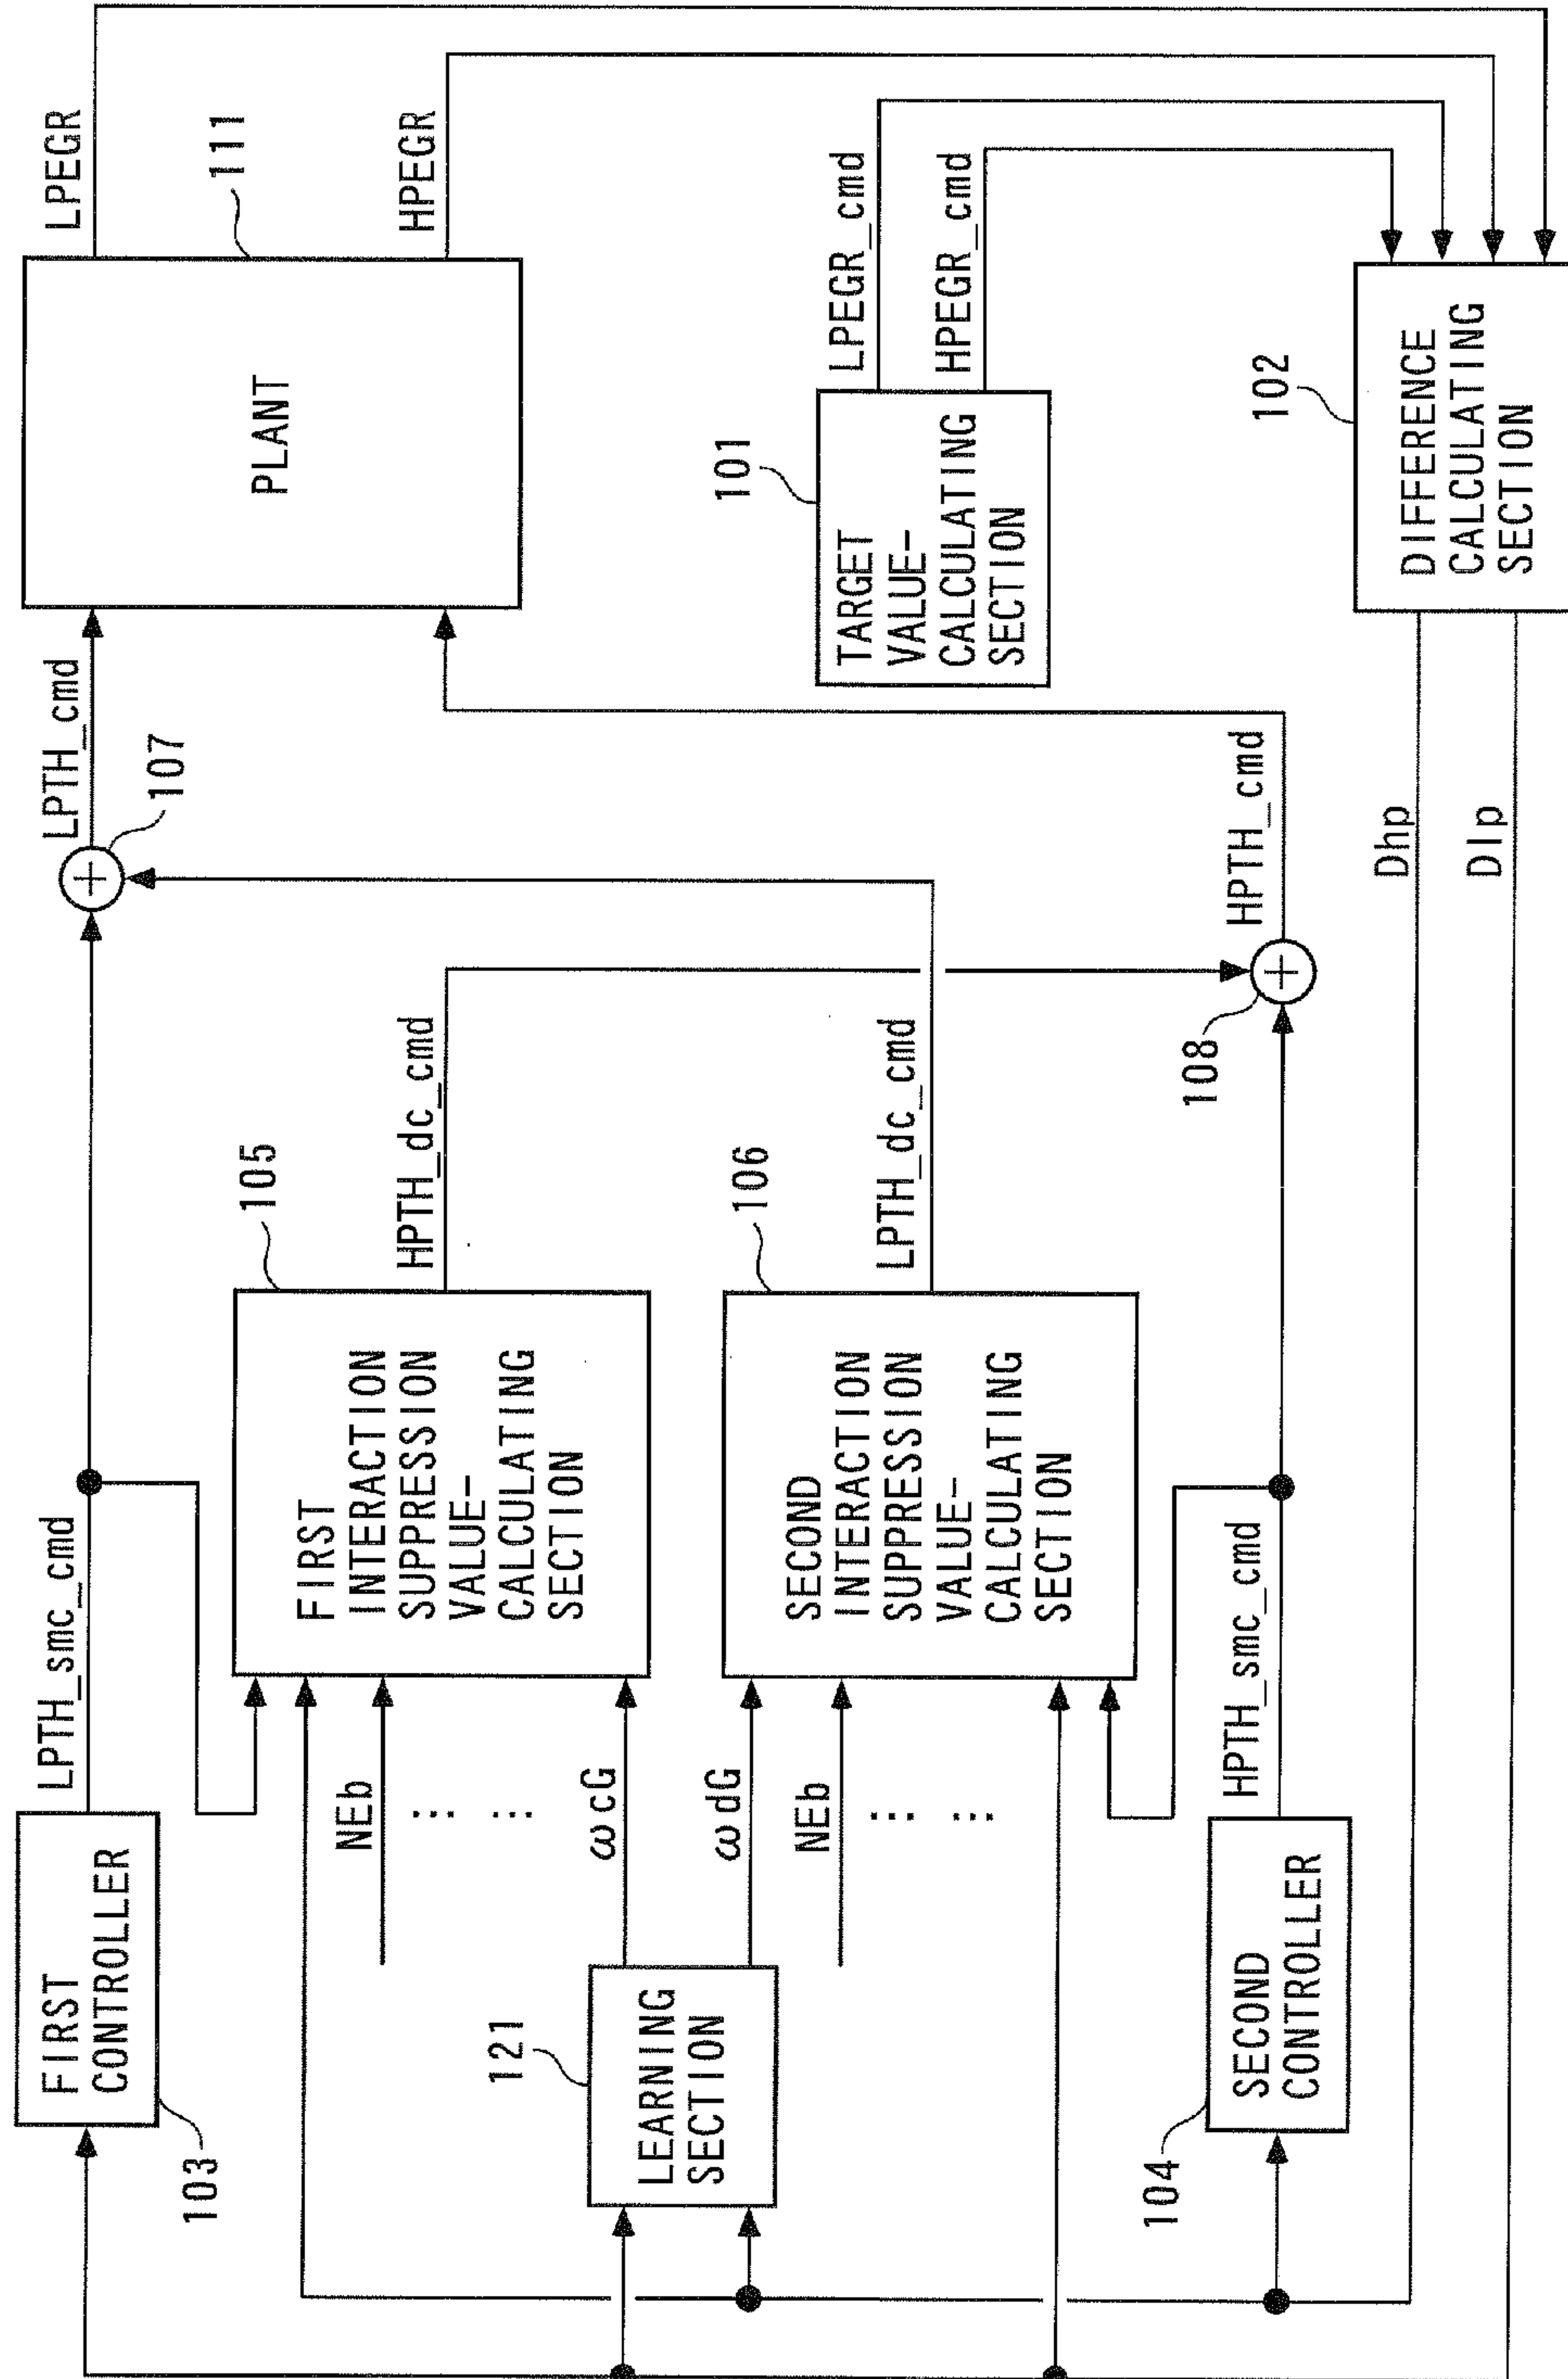 FIRST
CONTROLLER
103
LPTH_smc_cmd
107
LPTH_cmd
PLANT
111
LPEGR
HPEGR
FIRST
INTERACTION
SUPPRESSION
VALUE-
CALCULATING
SECTION
105
HPTH_dc_cmd
NEb
ωcG
LEARNING
SECTION
121
ωdG
NEb
SECOND
INTERACTION
SUPPRESSION
VALUE-
CALCULATING
SECTION
106
LPTH_dc_cmd
TARGET
VALUE-
CALCULATING
SECTION
101
LPEGR_cmd
HPEGR_cmd
SECOND
CONTROLLER
104
HPTH_smc_cmd
108
HPTH_cmd
DIFFERENCE
CALCULATING
SECTION
102
Dhp
Dlp